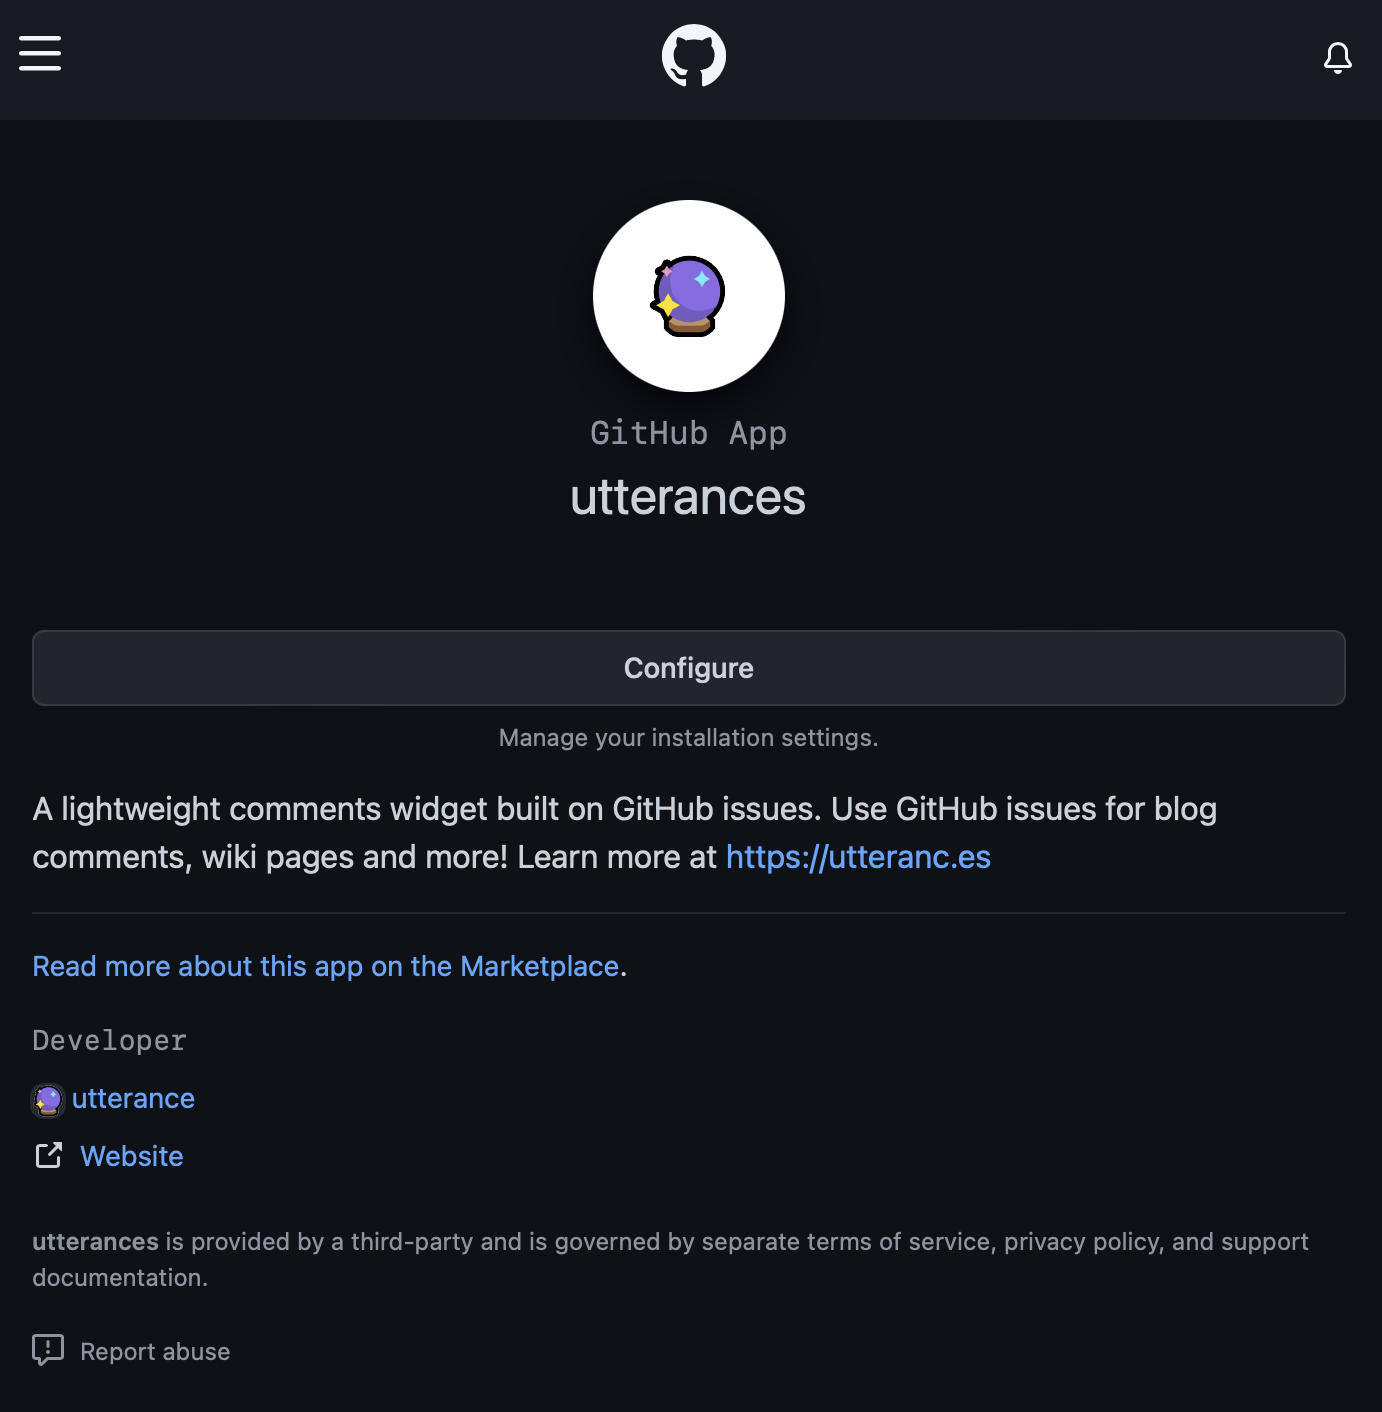 GitHub App
utterances
Configure
Manage your installation settings.
A lightweight comments widget built on GitHub issues. Use GitHub issues for blog
comments, wiki pages and more! Learn more at https://utteranc.es
Read more about this app on the Marketplace.
Developer
utterance
Website
utterances is provided by a third-party and is governed by separate terms of service, privacy policy, and support
documentation.
Report abuse